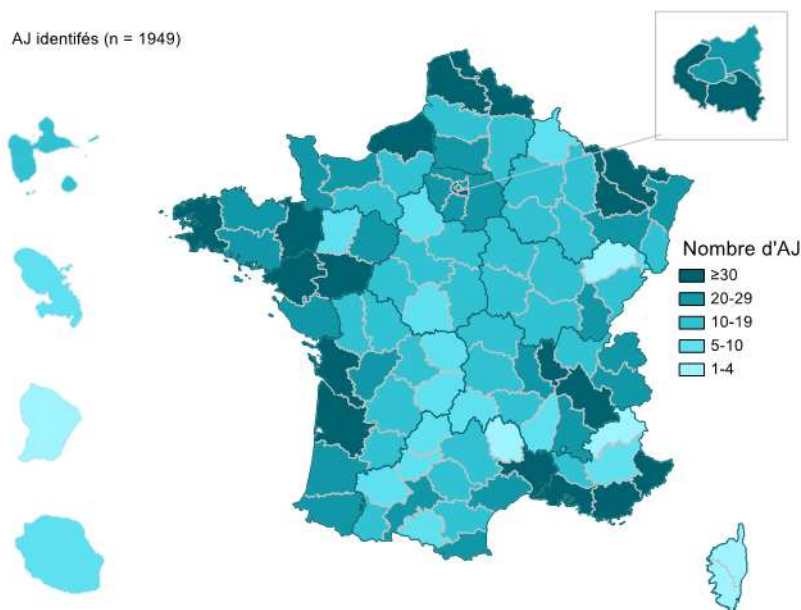 AJ identifés (n = 1949)
Nombre d'AJ
≥30
20-29
10-19
5-10
1-4